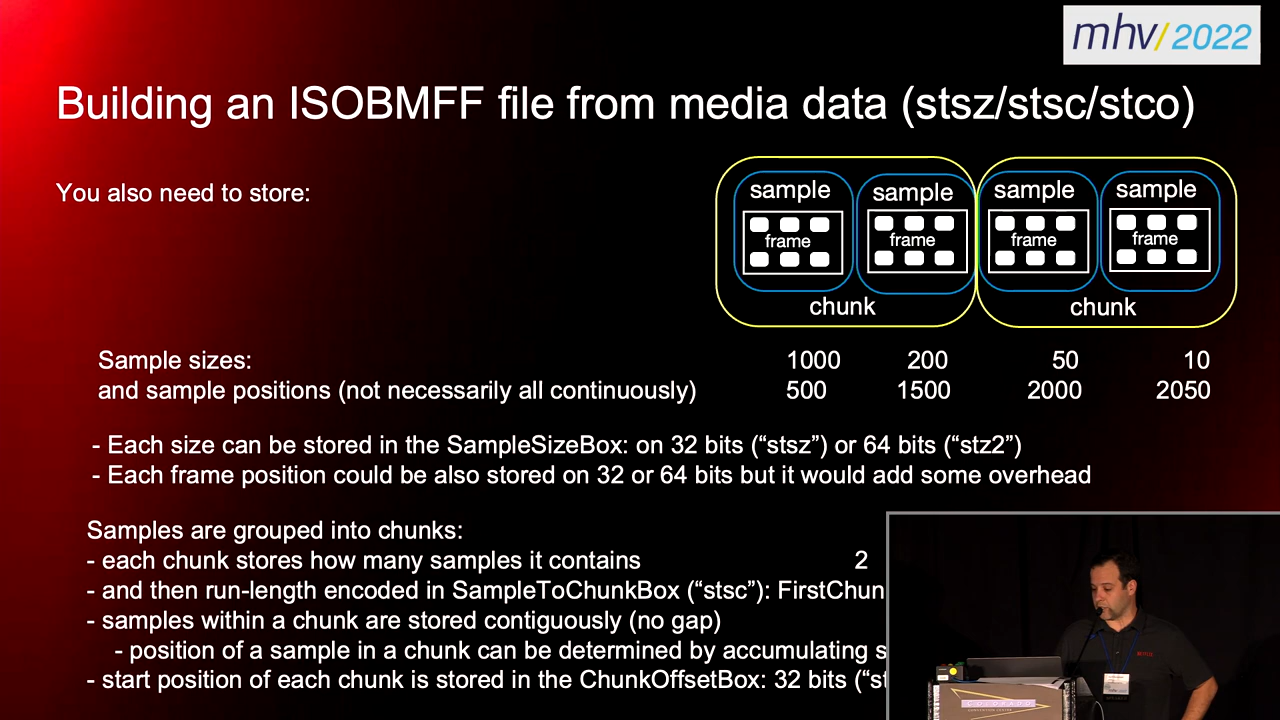 mhv/2022
Building an ISOBMFF file from media data (stsz/stsc/stco)
You also need to store:
sample sample sample sample
frame frame frame frame
chunk chunk
Sample sizes: 1000 200 50 10
and sample positions (not necessarily all continuously) 500 1500 2000 2050
- Each size can be stored in the SampleSizeBox: on 32 bits (“stsz”) or 64 bits (“stz2”)
- Each frame position could be also stored on 32 or 64 bits but it would add some overhead
Samples are grouped into chunks:
- each chunk stores how many samples it contains 2
- and then run-length encoded in SampleToChunkBox (“stsc”): FirstChun
- samples within a chunk are stored contiguously (no gap)
- position of a sample in a chunk can be determined by accumulating s
- start position of each chunk is stored in the ChunkOffsetBox: 32 bits (“st
COLORADO